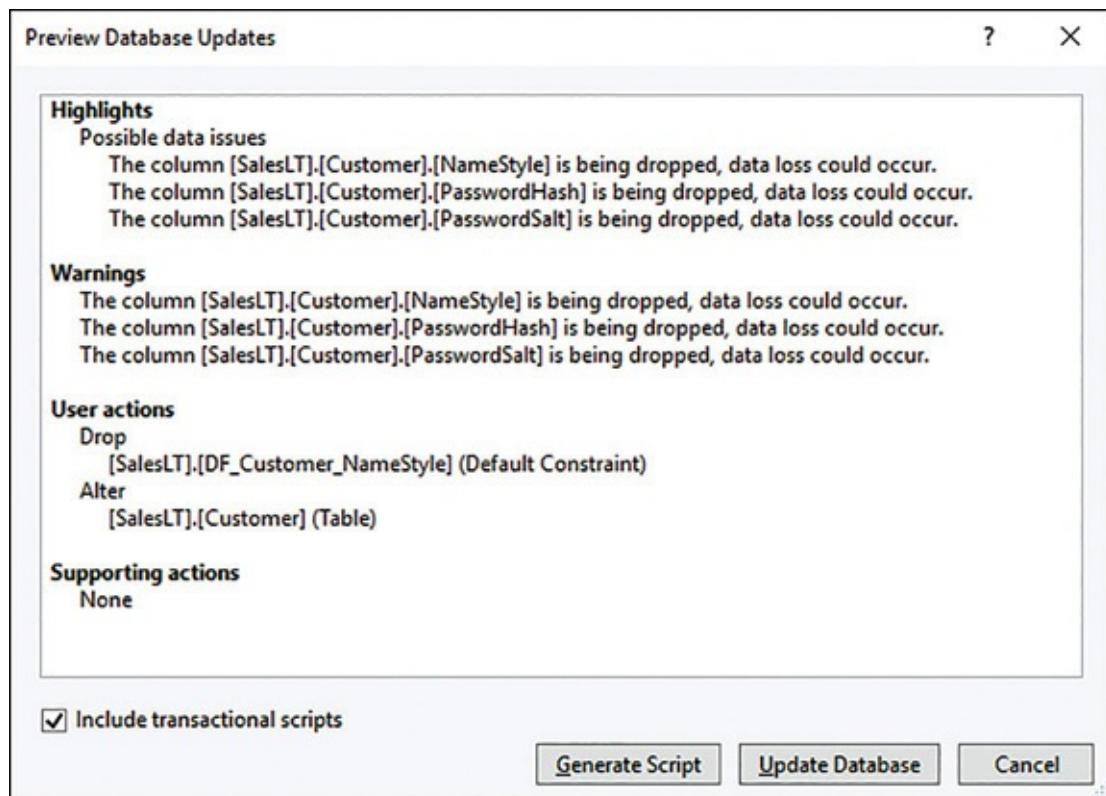 Preview Database Updates ? ×
Highlights
Possible data issues
The column [SalesLT].[Customer].[NameStyle] is being dropped, data loss could occur.
The column [SalesLT].[Customer].[PasswordHash] is being dropped, data loss could occur.
The column [SalesLT].[Customer].[PasswordSalt] is being dropped, data loss could occur.
Warnings
The column [SalesLT].[Customer].[NameStyle] is being dropped, data loss could occur.
The column [SalesLT].[Customer].[PasswordHash] is being dropped, data loss could occur.
The column [SalesLT].[Customer].[PasswordSalt] is being dropped, data loss could occur.
User actions
Drop
[SalesLT].[DF_Customer_NameStyle] (Default Constraint)
Alter
[SalesLT].[Customer] (Table)
Supporting actions
None
Include transactional scripts
Generate Script Update Database Cancel